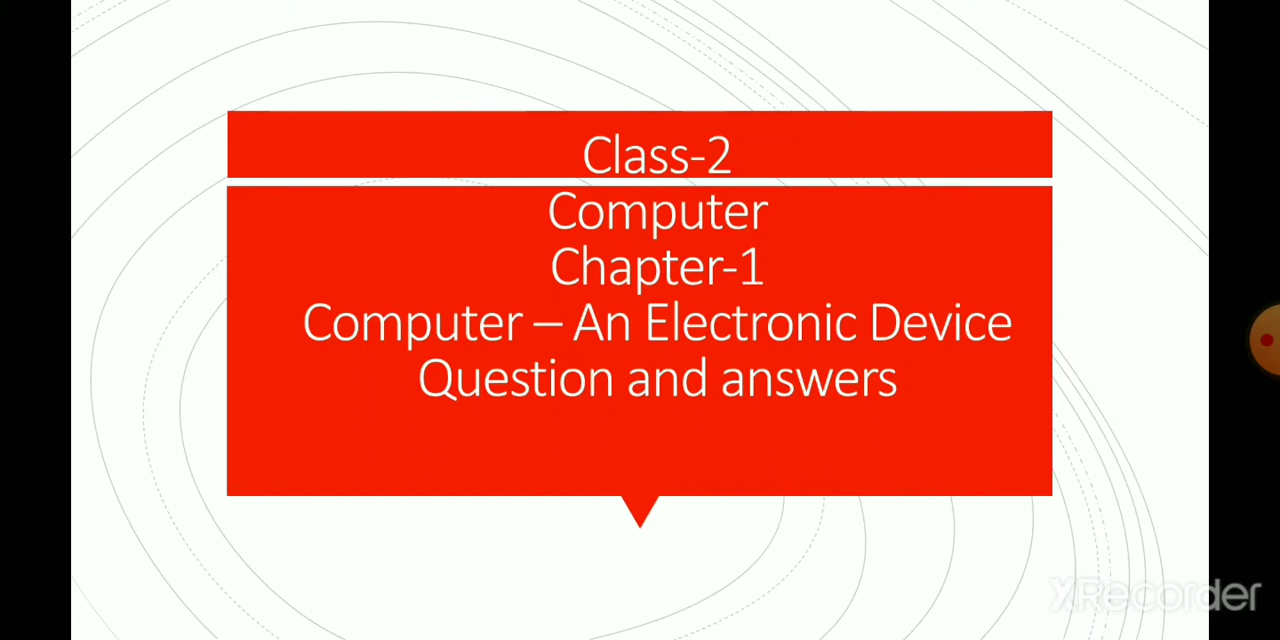 Class-2
Computer
Chapter-1
Computer – An Electronic Device
Question and answers
XRecorder